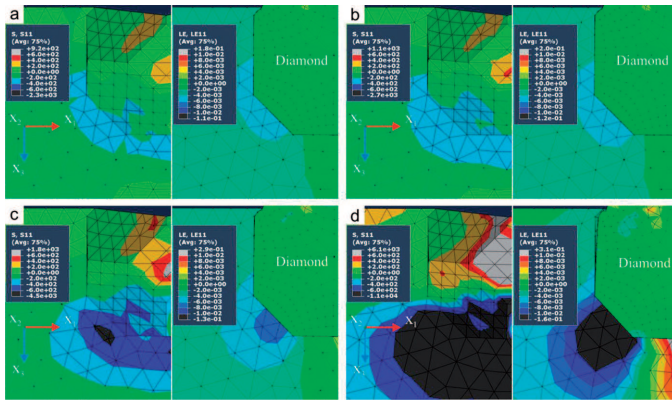 a
S, S11
(Avg: 75%)
+9.2e+02
+6.0e+02
+4.0e+02
+2.0e+02
+0.0e+00
-2.0e+02
-4.0e+02
-6.0e+02
-2.3e+03
X₂
X₁
X₃
LE, LE11
(Avg: 75%)
+1.8e-01
+1.0e-02
+8.0e-03
+6.0e-03
+4.0e-03
+2.0e-03
+0.0e+00
-2.0e-03
-4.0e-03
-6.0e-03
-8.0e-03
-1.0e-02
-1.1e-01
Diamond
b
S, S11
(Avg: 75%)
+1.1e+03
+6.0e+02
+4.0e+02
+2.0e+02
+0.0e+00
-2.0e+02
-4.0e+02
-6.0e+02
-2.7e+03
X₂
X₁
X₃
LE, LE11
(Avg: 75%)
+2.0e-01
+1.0e-02
+8.0e-03
+6.0e-03
+4.0e-03
+2.0e-03
+0.0e+00
-2.0e-03
-4.0e-03
-6.0e-03
-8.0e-03
-1.0e-02
-1.2e-01
Diamond
c
S, S11
(Avg: 75%)
+1.8e+03
+6.0e+02
+4.0e+02
+2.0e+02
+0.0e+00
-2.0e+02
-4.0e+02
-6.0e+02
-4.5e+03
X₂
X₃
LE, LE11
(Avg: 75%)
+2.9e-01
+1.0e-02
+8.0e-03
+6.0e-03
+4.0e-03
+2.0e-03
+0.0e+00
-2.0e-03
-4.0e-03
-6.0e-03
-8.0e-03
-1.0e-02
-1.3e-01
Diamond
d
S, S11
(Avg: 75%)
+6.1e+03
+6.0e+02
+4.0e+02
+2.0e+02
+0.0e+00
-2.0e+02
-4.0e+02
-6.0e+02
-1.1e+04
X₂
X₁
X₃
LE, LE11
(Avg: 75%)
+3.1e-01
+1.0e-02
+8.0e-03
+6.0e-03
+4.0e-03
+2.0e-03
+0.0e+00
-2.0e-03
-4.0e-03
-6.0e-03
-8.0e-03
-1.0e-02
-1.6e-01
Diamond